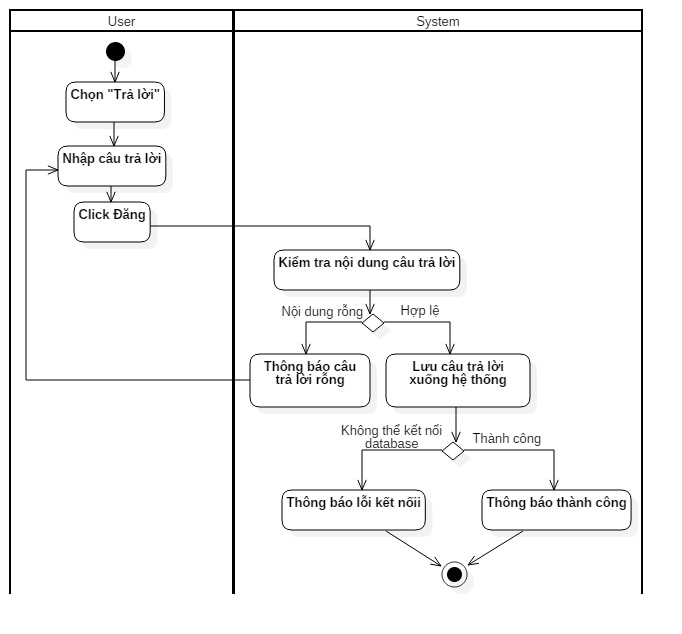 User
System
Chọn "Trả lời"
Nhập câu trả lời
Click Đăng
Kiểm tra nội dung câu trả lời
Nội dung rỗng
Hợp lệ
Thông báo câu
trả lời rỗng
Lưu câu trả lời
xuống hệ thống
Không thể kết nối
database
Thành công
Thông báo lỗi kết nốii
Thông báo thành công